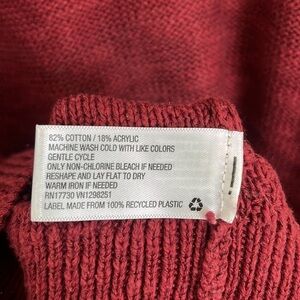 82% COTTON / 18% ACRYLIC
MACHINE WASH COLD WITH LIKE COLORS
GENTLE CYCLE
ONLY NON-CHLORINE BLEACH IF NEEDED
RESHAPE AND LAY FLAT TO DRY
WARM IRON IF NEEDED
RN17730 VN1298251
LABEL MADE FROM 100% RECYCLED PLASTIC